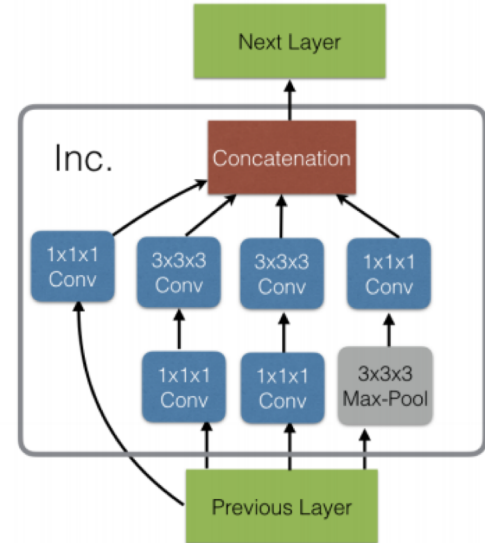 Next Layer
Inc.
Concatenation
1x1x1
Conv
3x3x3
Conv
3x3x3
Conv
1x1x1
Conv
1x1x1
Conv
1x1x1
Conv
3x3x3
Max-Pool
Previous Layer